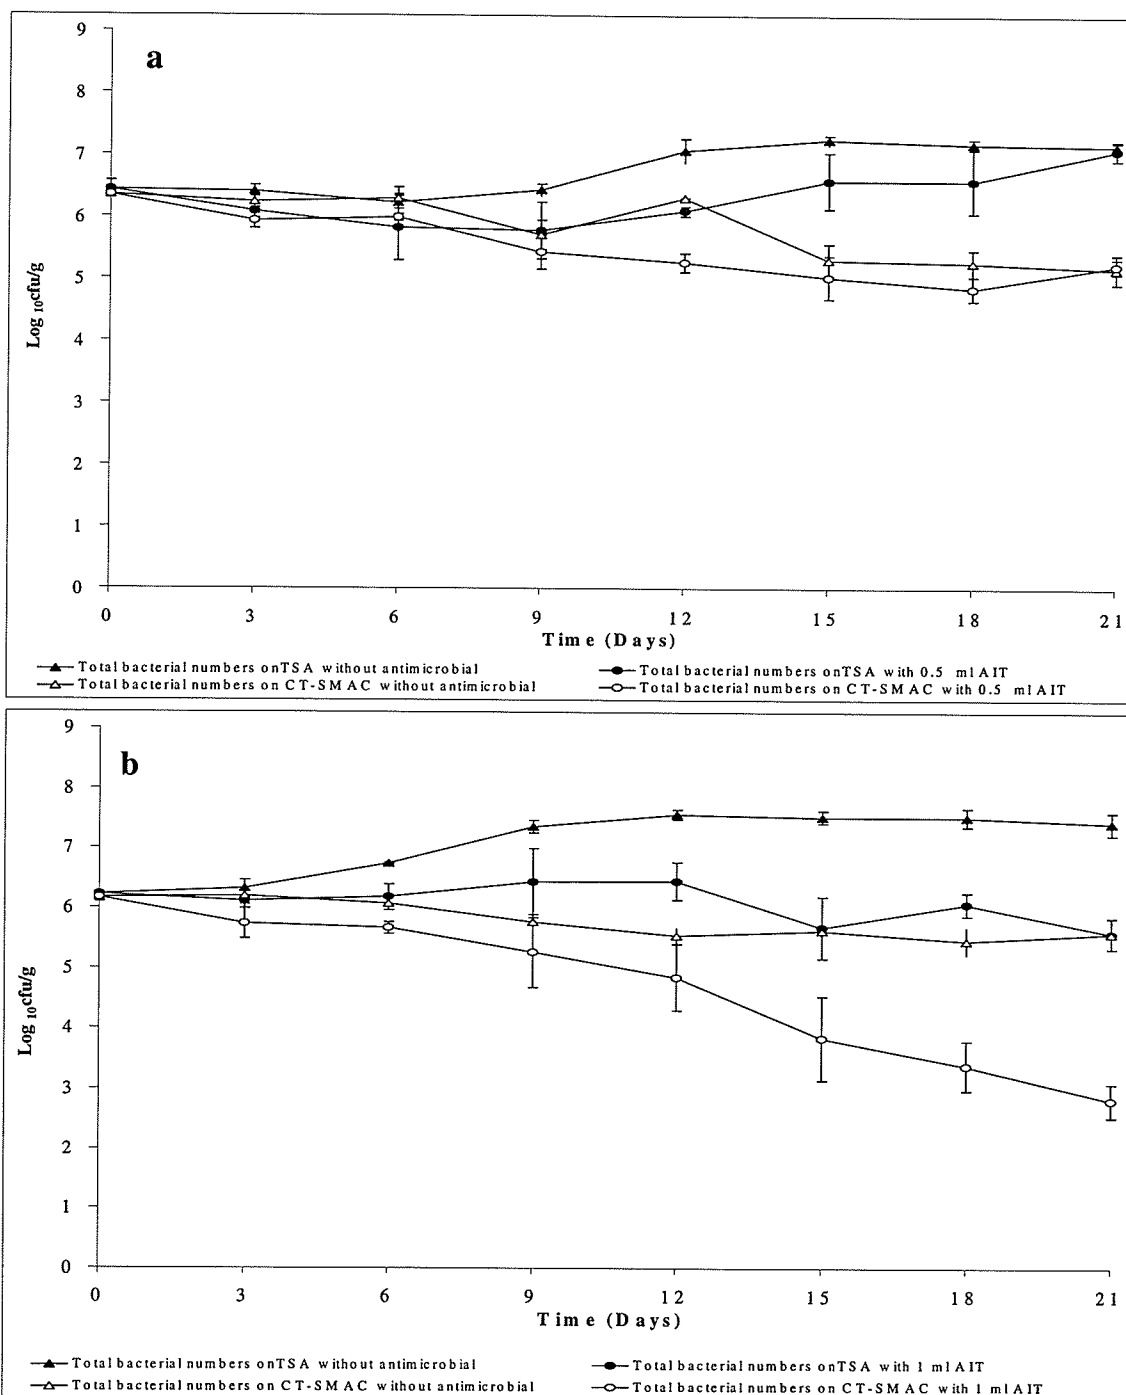 a
9
8
7
6
5
4
3
2
1
0
Log 10cfu/g
0 3 6 9 12 15 18 21
Time (Days)
Total bacterial numbers onTSA without antimicrobial Total bacterial numbers onTSA with 0.5 ml AIT
Total bacterial numbers on CT-SMAC without antimicrobial Total bacterial numbers on CT-SMAC with 0.5 ml AIT
b
9
8
7
6
5
4
3
2
1
0
Log 10cfu/g
0 3 6 9 12 15 18 21
Time (Days)
Total bacterial numbers onTSA without antimicrobial Total bacterial numbers onTSA with 1 ml AIT
Total bacterial numbers on CT-SMAC without antimicrobial Total bacterial numbers on CT-SMAC with 1 ml AIT